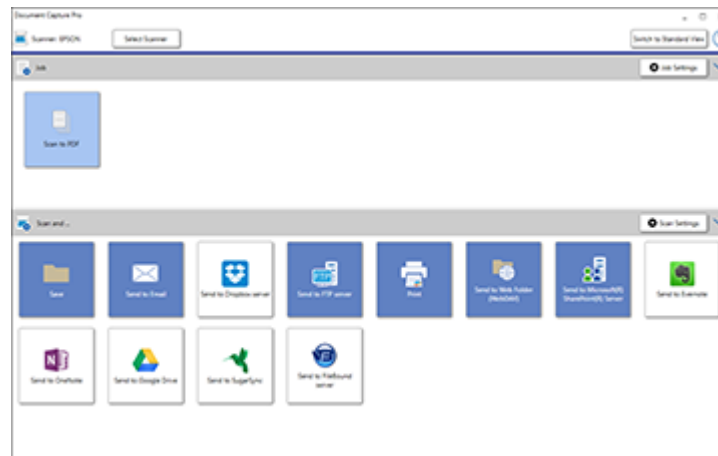 Document Capture Pro
Scanner: EPSON
Select Scanner
Switch to Standard View
Job
Job Settings
Scan to PDF
Scan and ...
Scan Settings
Save
Send to Email
Send to Dropbox server
FTP
Send to FTP server
Print
Send to Web Folder
(WebDAV)
Send to Microsoft(R)
SharePoint(R) Server
Send to Evernote
N
Send to OneNote
Send to Google Drive
Send to SugarSync
Send to FileBound
server